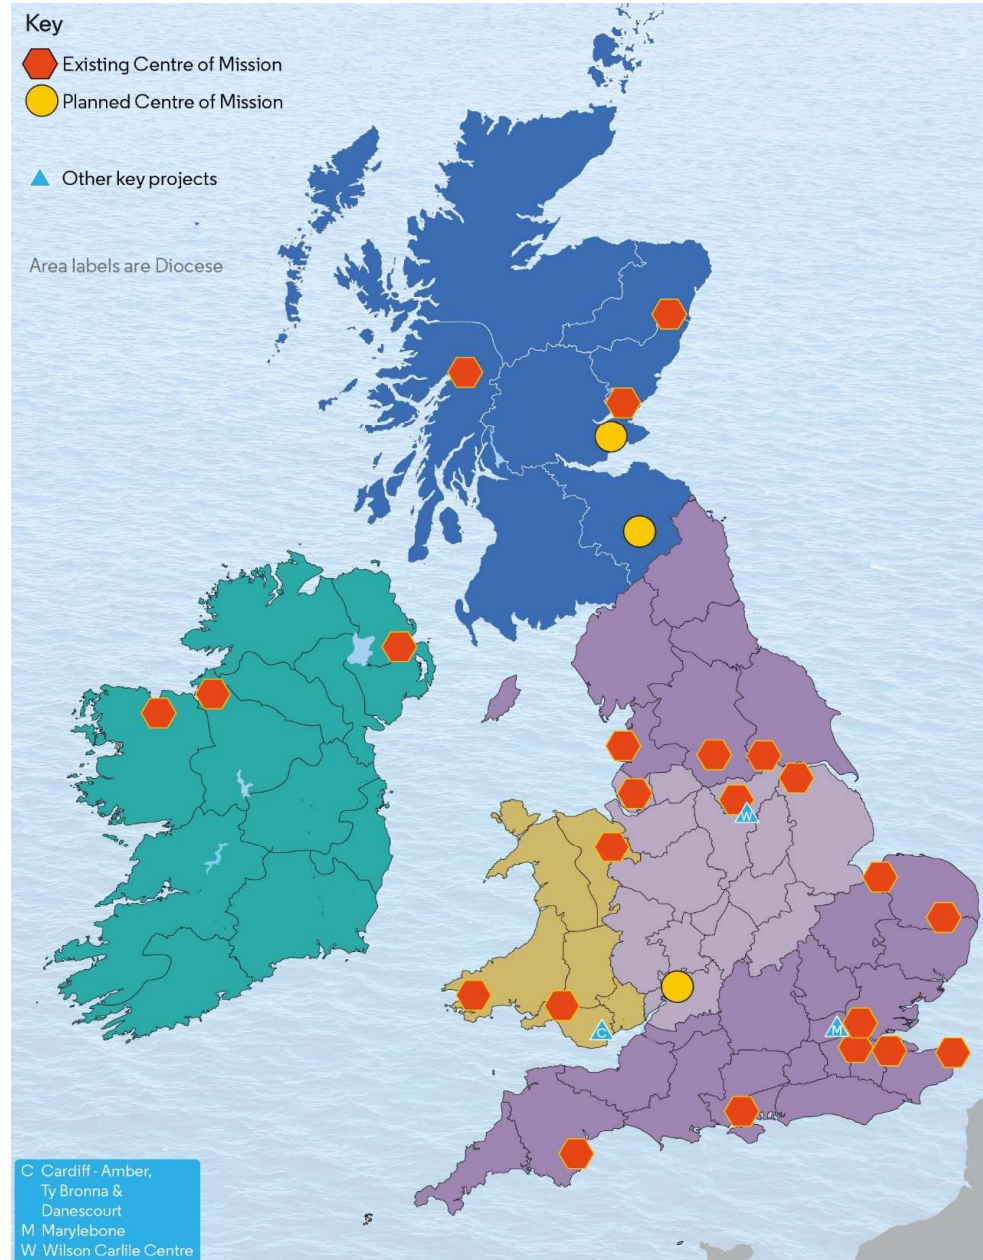 Key
Existing Centre of Mission
Planned Centre of Mission
Other key projects
Area labels are Diocese
W
M
C
C Cardiff - Amber,
Ty Bronna &
Danescourt
M Marylebone
W Wilson Carlile Centre